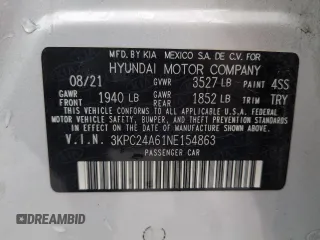 MFD BY KIA MEXICO S.A. DE C.V. FOR
HYUNDAI MOTOR COMPANY
08/21 GVWR 3527 LB PAINT 4SS
GAWR FRONT 1940 LB GAWR REAR 1852 LB TRIM TRY
THIS VEHICLE CONFORMS TO ALL APPLICABLE U.S. FEDERAL
MOTOR VEHICLE SAFETY, BUMPER, AND THEFT PREVENTION
STANDARDS IN EFFECT ON THE DATE OF MANUFACTURE SHOWN ABOVE.
V.I.N. 3KPC24A61NE154863
PASSENGER CAR
© BIDFAX.INFO